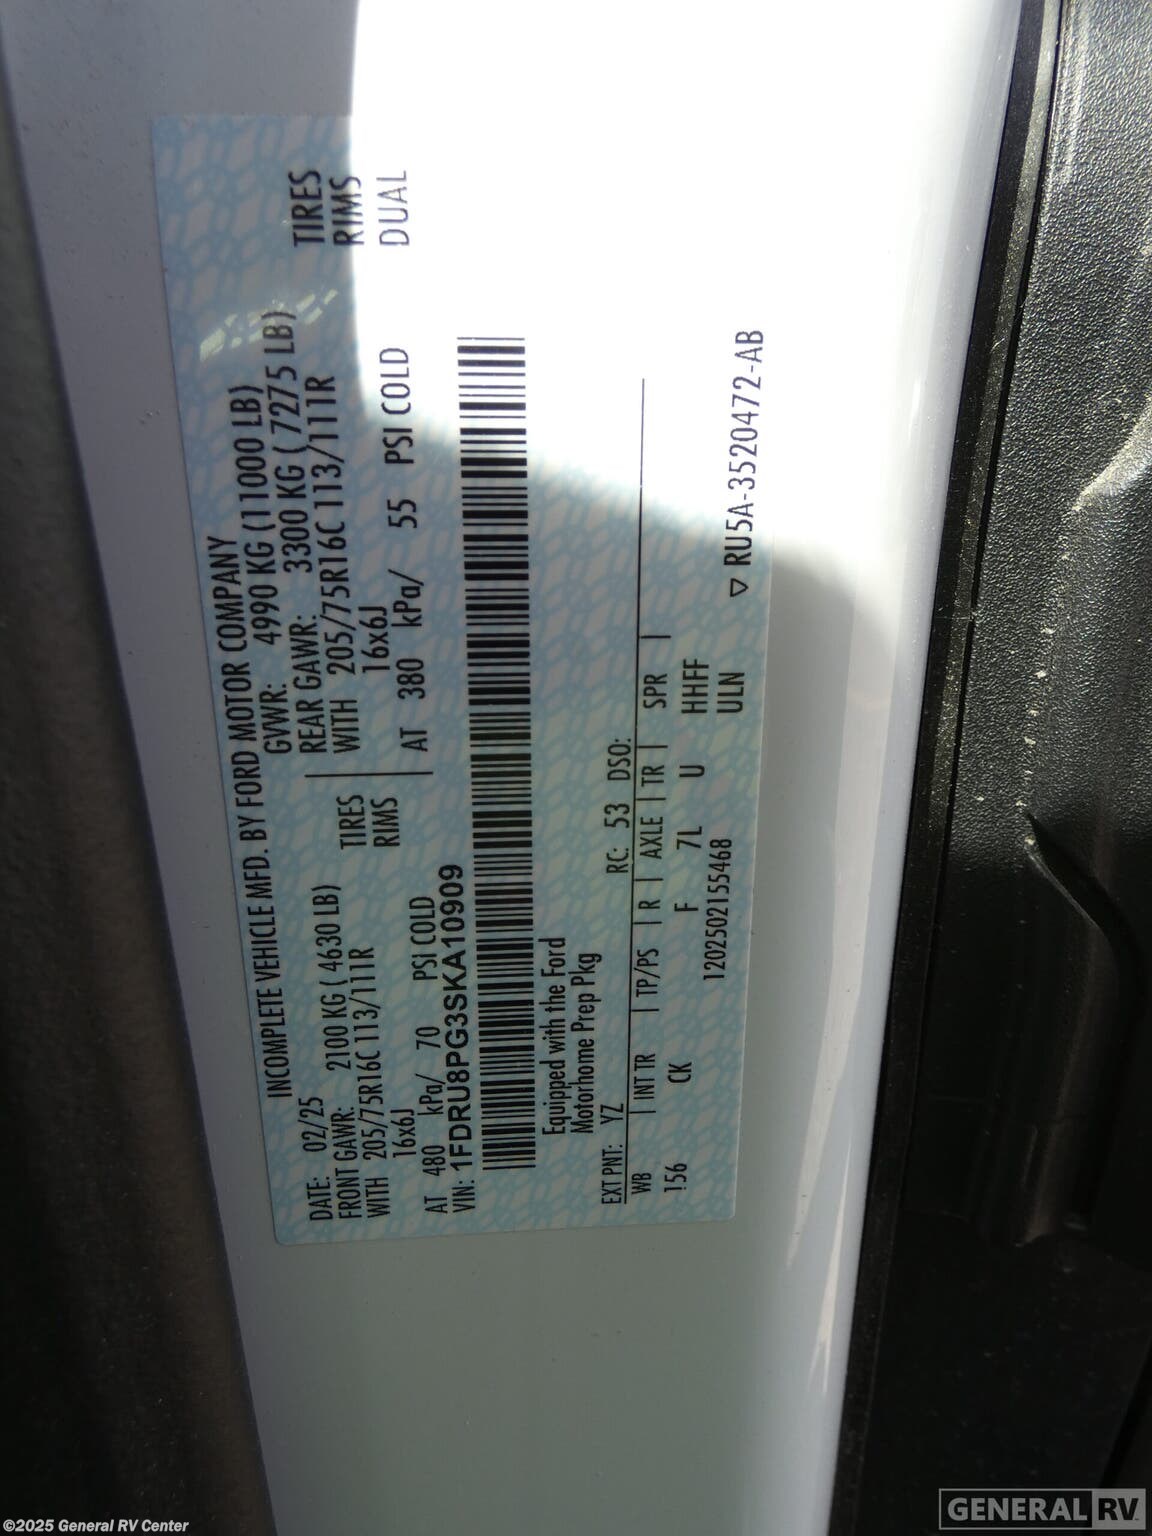 INCOMPLETE VEHICLE MFD. BY FORD MOTOR COMPANY
DATE: 02/25 GVWR: 4990 KG (11000 LB)
FRONT GAWR: 2100 KG ( 4630 LB) REAR GAWR: 3300 KG ( 7275 LB)
WITH 205/75R16C 113/111R TIRES WITH 205/75R16C 113/111R TIRES
16x6J RIMS 16x6J RIMS
AT 480 kPa/ 70 PSI COLD AT 380 kPa/ 55 PSI COLD DUAL
VIN: 1FDRU8PG3SKA10909
Equipped with the Ford
Motorhome Prep Pkg
EXT PNT: YZ RC: 53 DSO:
WB | INT TR | TP/PS | R | AXLE | TR | SPR |
156 CK F 7L U HHFF
1202502155468 ULN
▽ RU5A-3520472-AB
©2025 General RV Center
GENERAL RV